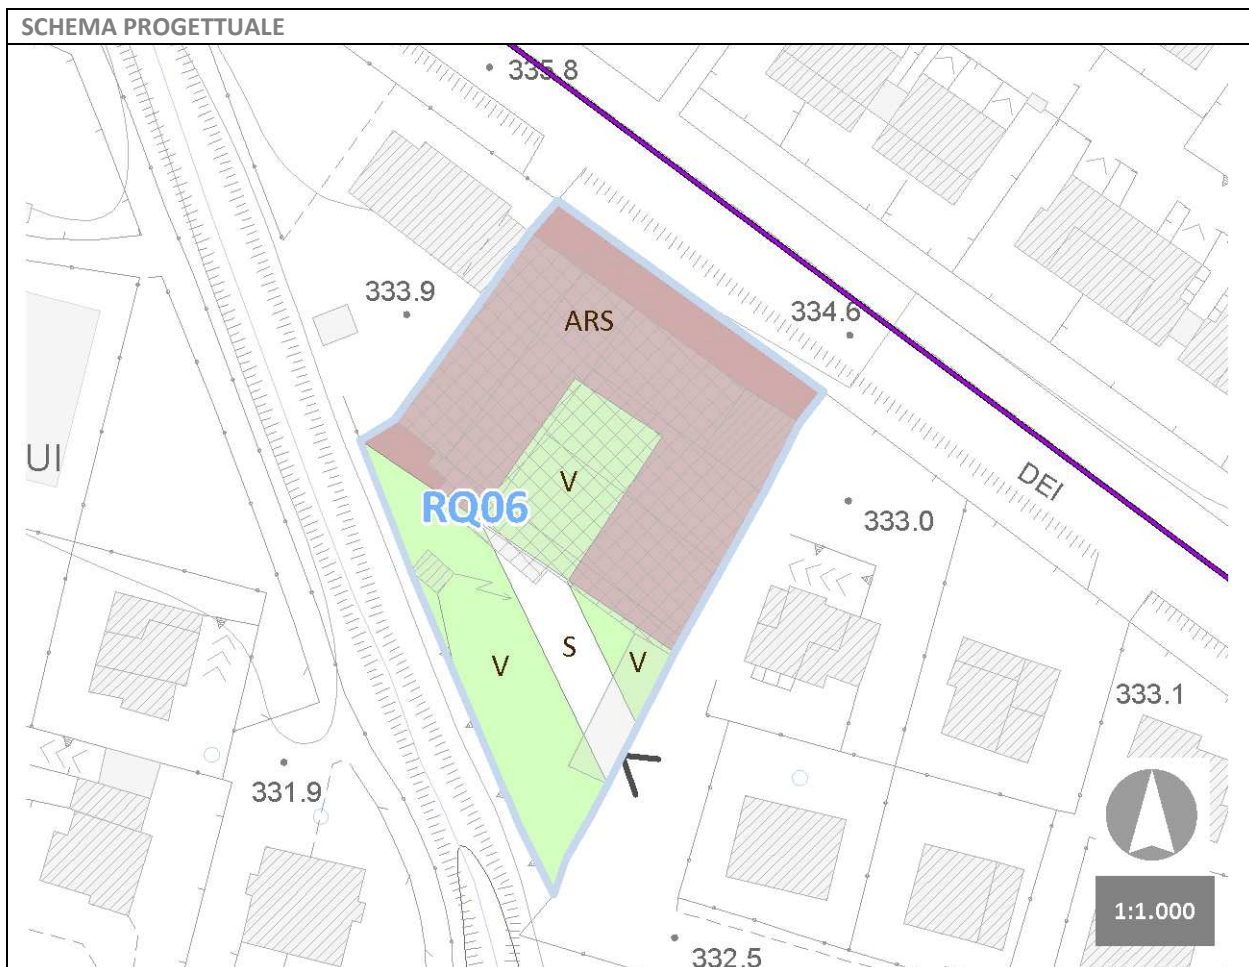 SCHEMA PROGETTUALE
335.8
333.9
ARS
334.6
UI
V
RQ06
DEI
333.0
V
S
V
333.1
331.9
1:1.000
332.5